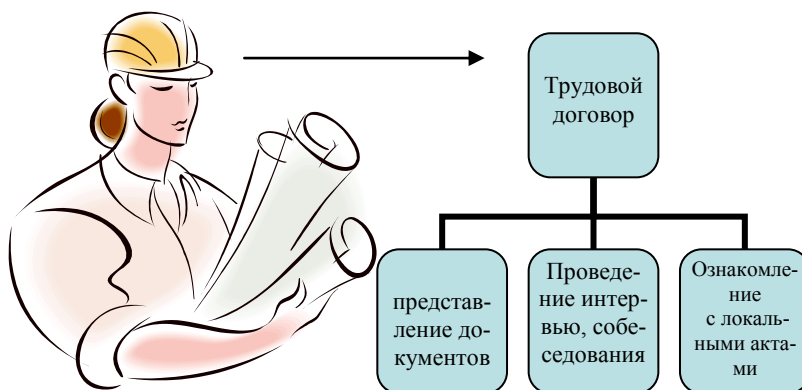 Трудовой
договор
представ-
ление до-
кументов
Проведе-
ние интер-
вью, собе-
седования
Ознакомле-
ние
с локаль-
ными акта-
ми